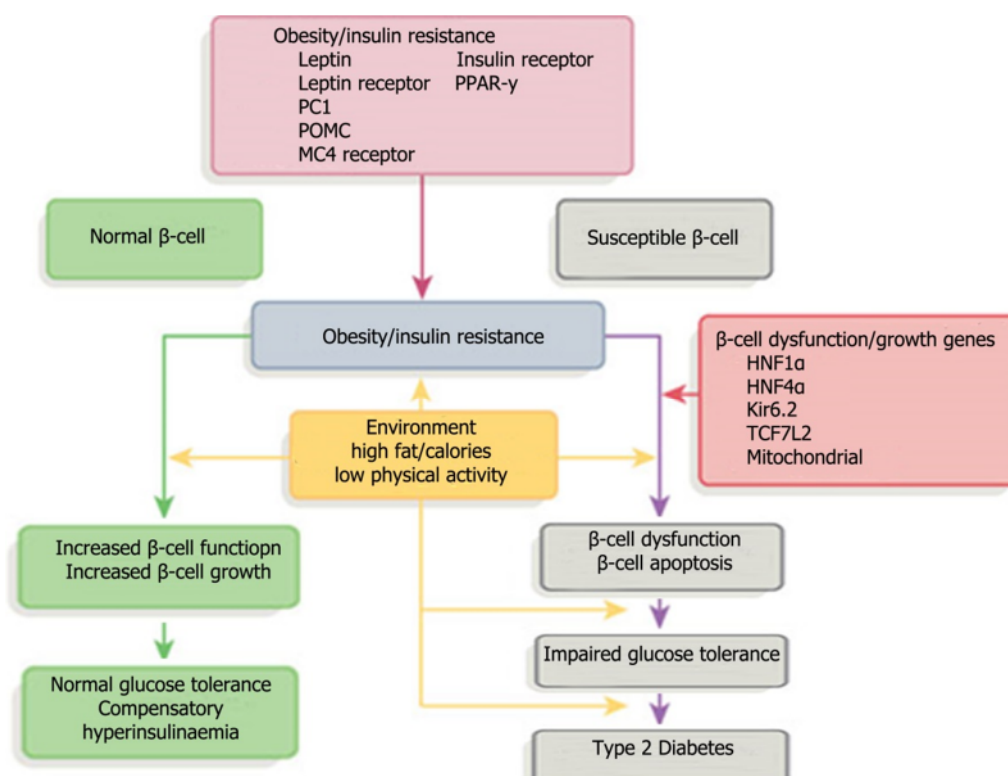 Obesity/insulin resistance
Leptin Insulin receptor
Leptin receptor PPAR-y
PC1
POMC
MC4 receptor
Normal β-cell
Susceptible β-cell
Obesity/insulin resistance
β-cell dysfunction/growth genes
HNF1α
HNF4α
Kir6.2
TCF7L2
Mitochondrial
Environment
high fat/calories
low physical activity
Increased β-cell functiopn
Increased β-cell growth
β-cell dysfunction
β-cell apoptosis
Impaired glucose tolerance
Normal glucose tolerance
Compensatory
hyperinsulinaemia
Type 2 Diabetes